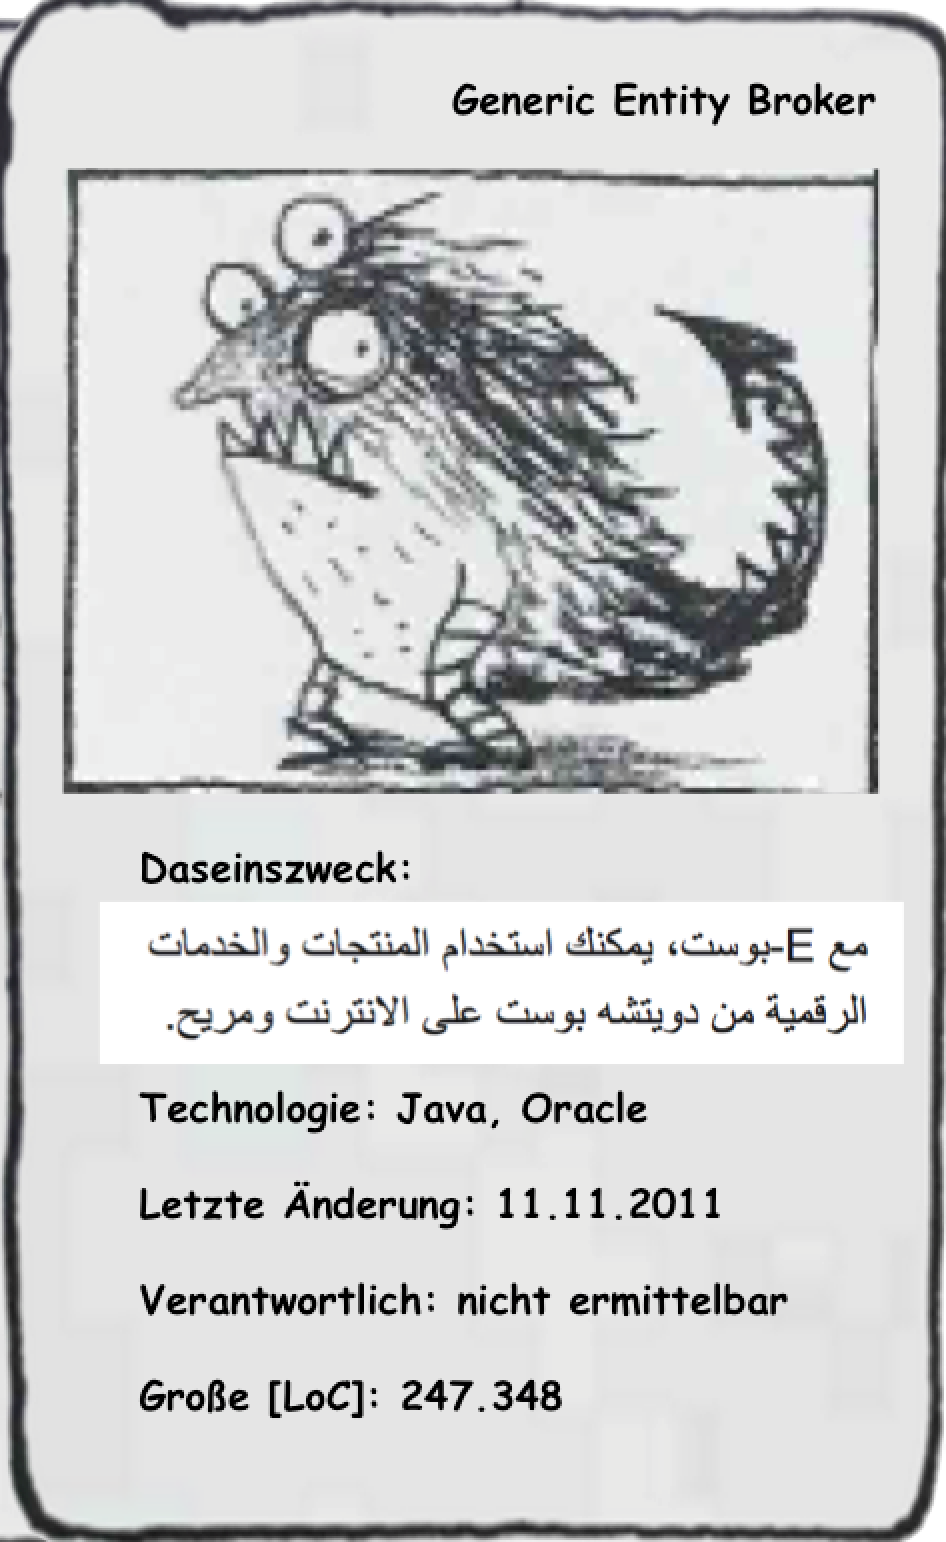 Generic Entity Broker
Daseinszweck:
مع E-بوست، يمكنك استخدام المنتجات والخدمات
الرقمية من دويتشه بوست على الانترنت ومريح.
Technologie: Java, Oracle
Letzte Änderung: 11.11.2011
Verantwortlich: nicht ermittelbar
Große [LoC]: 247.348